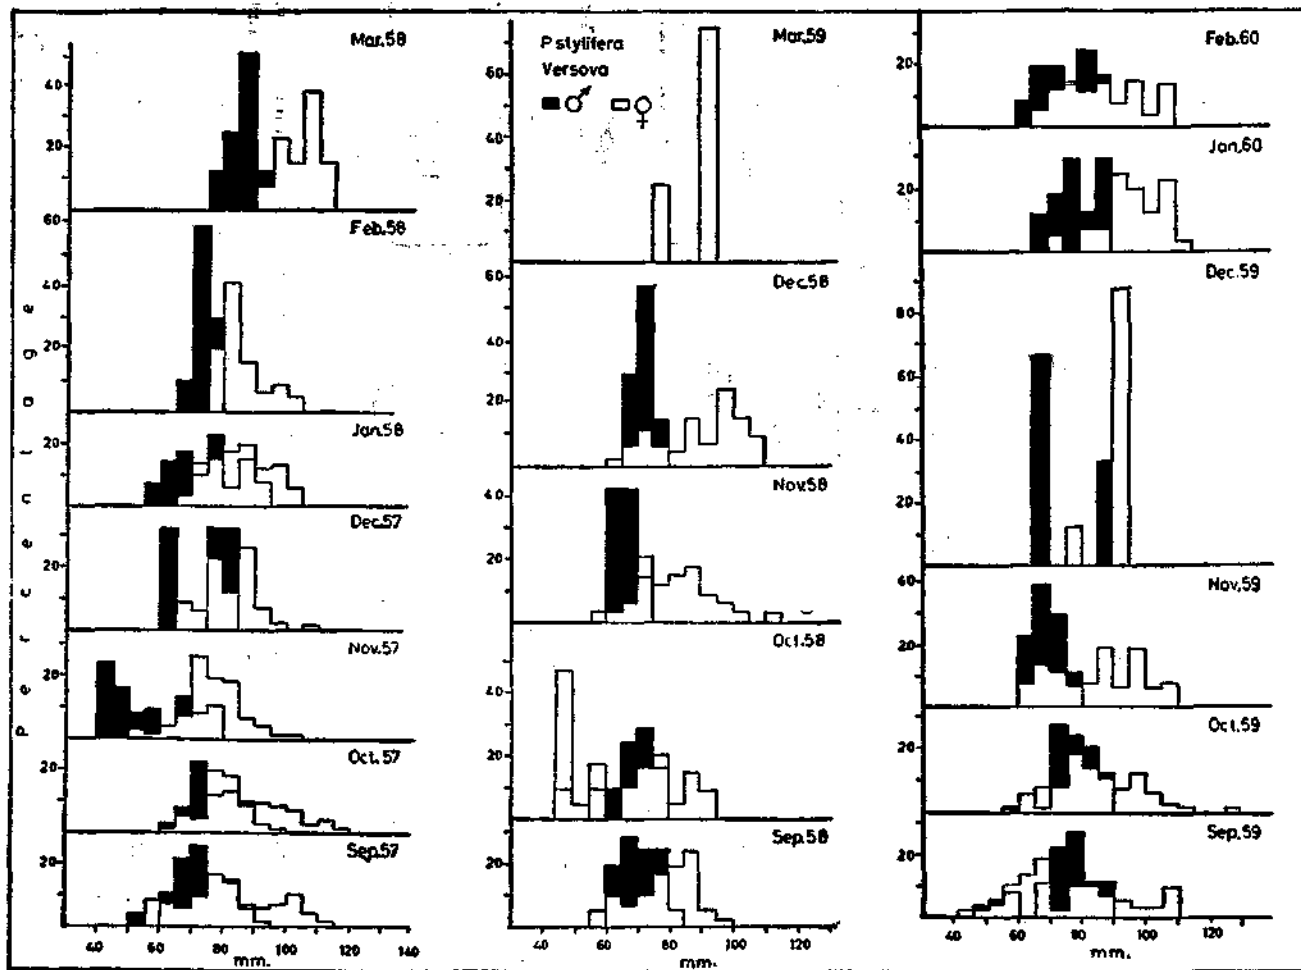 Percentage
Mar.58
40
20
Feb.58
60
40
20
Jan.58
20
Dec.57
20
Nov.57
20
Oct.57
20
Sep.57
20
40 60 80 100 120 140
mm.
P stylifera
Versova
♂ ♀
Mar.59
60
40
20
Dec.58
60
40
20
Nov.58
40
20
Oct.58
40
20
Sep.58
20
40 60 80 100 130
mm.
Feb.60
20
Jan.60
20
Dec.59
80
60
40
20
Nov.59
40
20
Oct.59
20
Sep.59
20
40 60 80 100 120
mm.